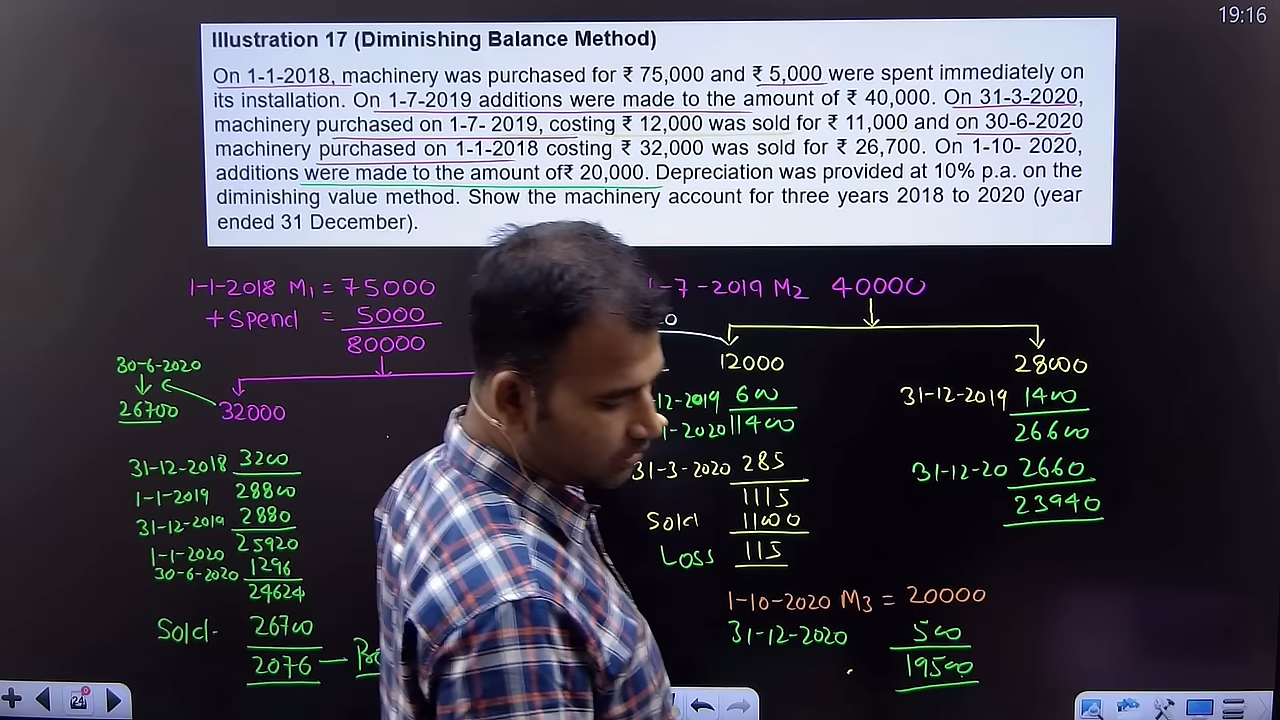 19:16
Illustration 17 (Diminishing Balance Method)
On 1-1-2018, machinery was purchased for ₹ 75,000 and ₹ 5,000 were spent immediately on
its installation. On 1-7-2019 additions were made to the amount of ₹ 40,000. On 31-3-2020,
machinery purchased on 1-7- 2019, costing ₹ 12,000 was sold for ₹ 11,000 and on 30-6-2020
machinery purchased on 1-1-2018 costing ₹ 32,000 was sold for ₹ 26,700. On 1-10- 2020,
additions were made to the amount of₹ 20,000. Depreciation was provided at 10% p.a. on the
diminishing value method. Show the machinery account for three years 2018 to 2020 (year
ended 31 December).
1-1-2018 M1 = 75000
+Spend = 5000
80000
30-6-2020
26700
32000
31-12-2018 3200
1-1-2019 28800
31-12-2019 2880
1-1-2020 25920
30-6-2020 1296
24624
Sold- 26700
2076
1-7-2019 M2 40000
12000
12-2019 600
1-2020 11400
31-3-2020 285
1115
Sold 11000
Loss 115
28000
31-12-2019 1400
26600
31-12-20 2660
23940
1-10-2020 M3 = 20000
31-12-2020 500
19500
24